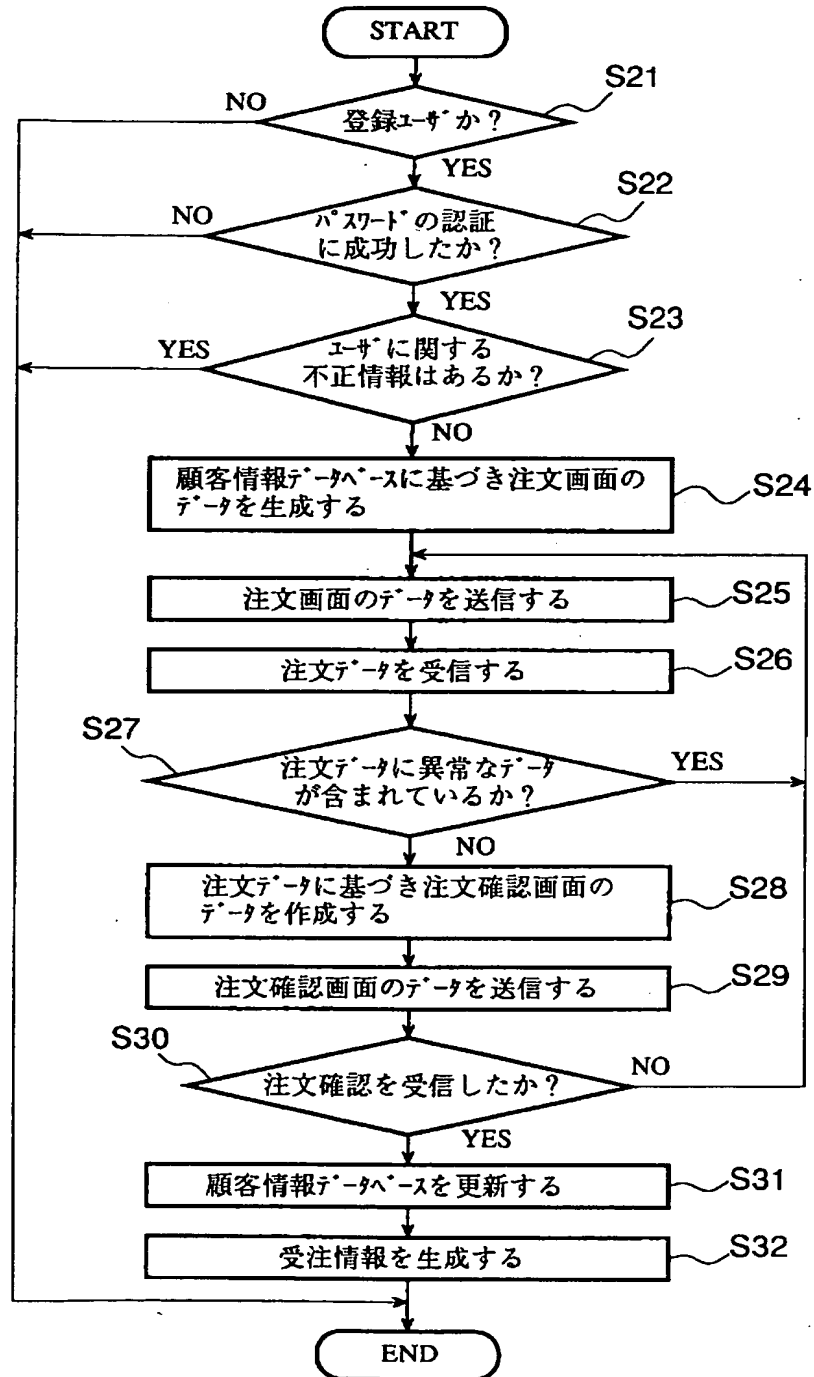 START
S21
NO
登録ユーザか？
YES
S22
NO
パスワードの認証
に成功したか？
YES
S23
YES
ユーザに関する
不正情報はあるか？
NO
顧客情報データベースに基づき注文画面の
データを生成する
S24
注文画面のデータを送信する
S25
注文データを受信する
S26
S27
注文データに異常なデータ
が含まれているか？
YES
NO
注文データに基づき注文確認画面の
データを作成する
S28
注文確認画面のデータを送信する
S29
S30
注文確認を受信したか？
NO
YES
顧客情報データベースを更新する
S31
受注情報を生成する
S32
END